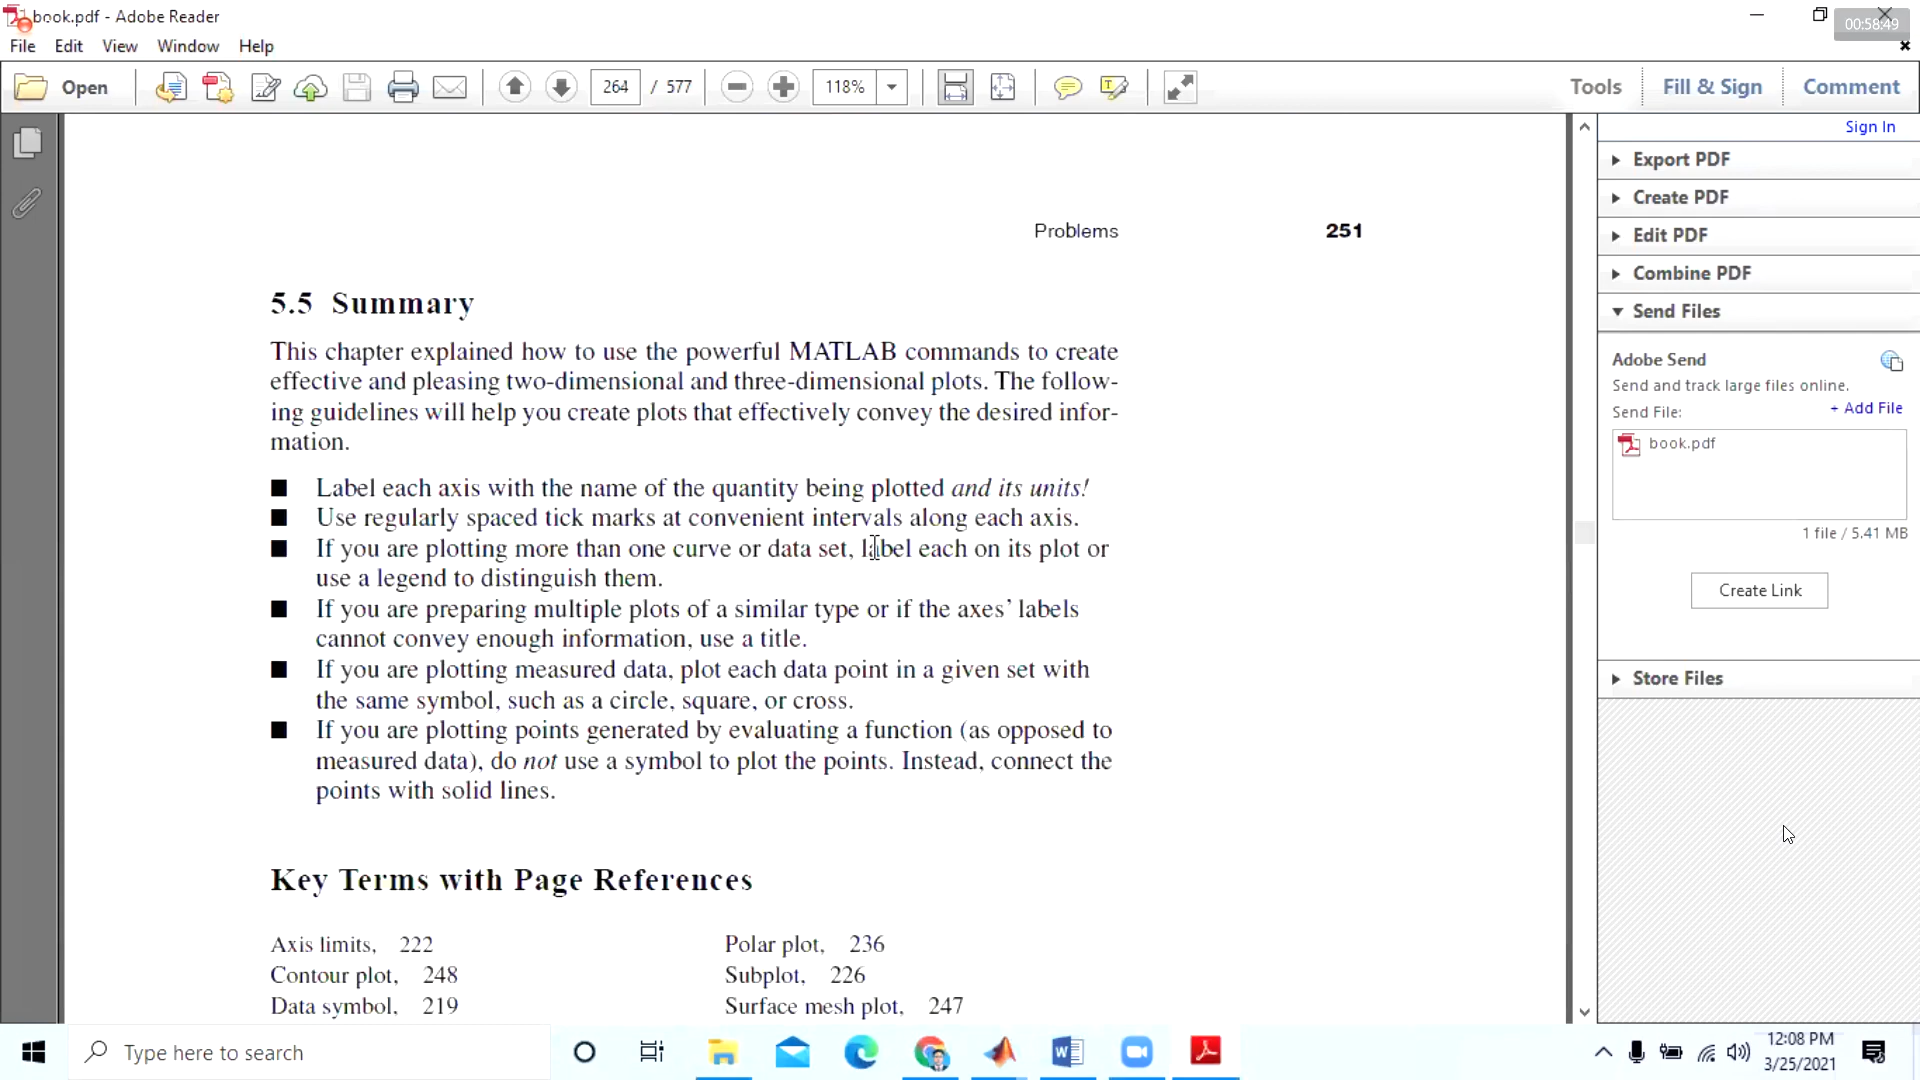 book.pdf - Adobe Reader
00:58:49
File Edit View Window Help
Open 264 / 577 118% Tools Fill & Sign Comment
Sign In
Export PDF
Create PDF
Edit PDF
Combine PDF
Send Files
Adobe Send
Send and track large files online.
Send File:
+ Add File
book.pdf
1 file / 5.41 MB
Create Link
Store Files
Problems 251
5.5 Summary
This chapter explained how to use the powerful MATLAB commands to create
effective and pleasing two-dimensional and three-dimensional plots. The follow-
ing guidelines will help you create plots that effectively convey the desired infor-
mation.
■ Label each axis with the name of the quantity being plotted and its units!
■ Use regularly spaced tick marks at convenient intervals along each axis.
■ If you are plotting more than one curve or data set, label each on its plot or
use a legend to distinguish them.
■ If you are preparing multiple plots of a similar type or if the axes’ labels
cannot convey enough information, use a title.
■ If you are plotting measured data, plot each data point in a given set with
the same symbol, such as a circle, square, or cross.
■ If you are plotting points generated by evaluating a function (as opposed to
measured data), do not use a symbol to plot the points. Instead, connect the
points with solid lines.
Key Terms with Page References
Axis limits, 222
Contour plot, 248
Data symbol, 219
Polar plot, 236
Subplot, 226
Surface mesh plot, 247
Type here to search
12:08 PM
3/25/2021